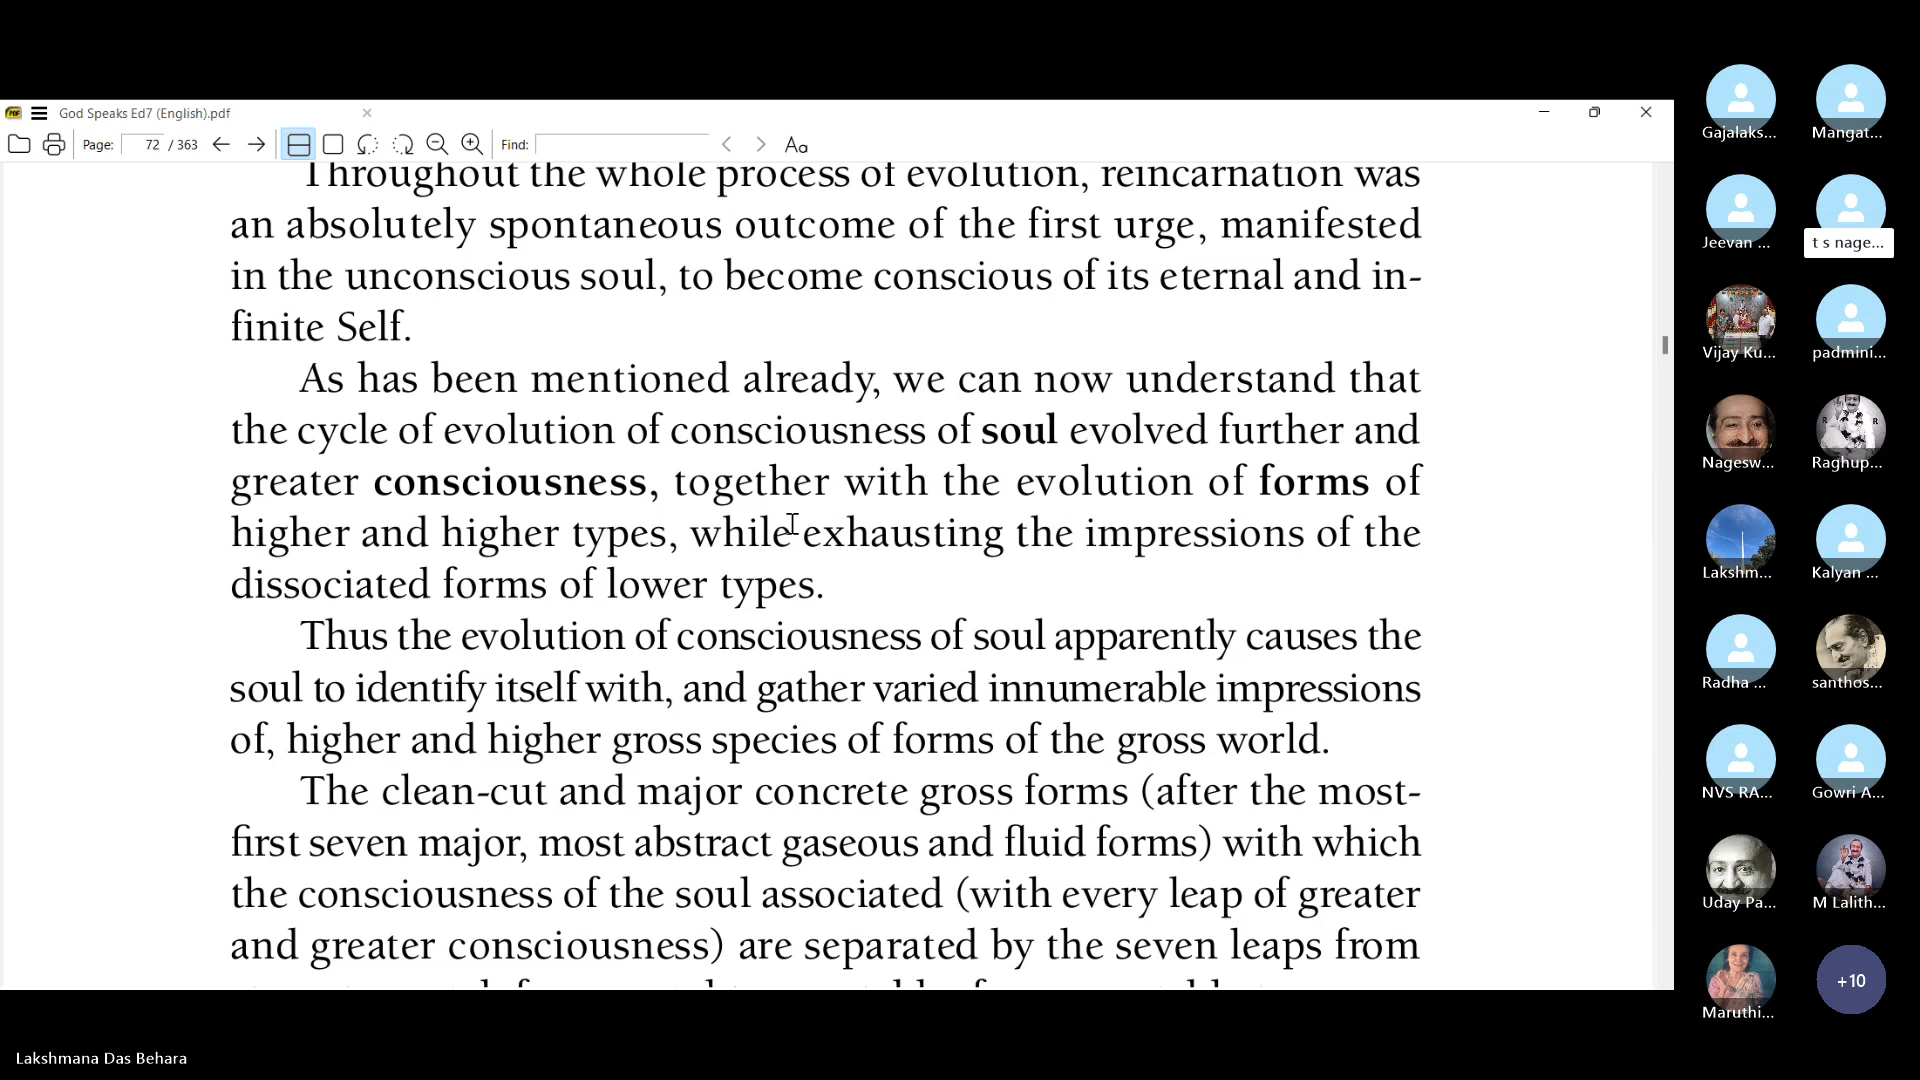 God Speaks Ed7 (English).pdf
Page: 72 / 363 Find: Aa
Throughout the whole process of evolution, reincarnation was
an absolutely spontaneous outcome of the first urge, manifested
in the unconscious soul, to become conscious of its eternal and in-
finite Self.
As has been mentioned already, we can now understand that
the cycle of evolution of consciousness of soul evolved further and
greater consciousness, together with the evolution of forms of
higher and higher types, while exhausting the impressions of the
dissociated forms of lower types.
Thus the evolution of consciousness of soul apparently causes the
soul to identify itself with, and gather varied innumerable impressions
of, higher and higher gross species of forms of the gross world.
The clean-cut and major concrete gross forms (after the most-
first seven major, most abstract gaseous and fluid forms) with which
the consciousness of the soul associated (with every leap of greater
and greater consciousness) are separated by the seven leaps from
Gajalaks... Mangat...
Jeevan ... t s nage...
Vijay Ku... padmini...
Nagesw... Raghup...
Lakshm... Kalyan ...
Radha ... santhos...
NVS RA... Gowri A...
Uday Pa... M Lalith...
Maruthi... +10
Lakshmana Das Behara